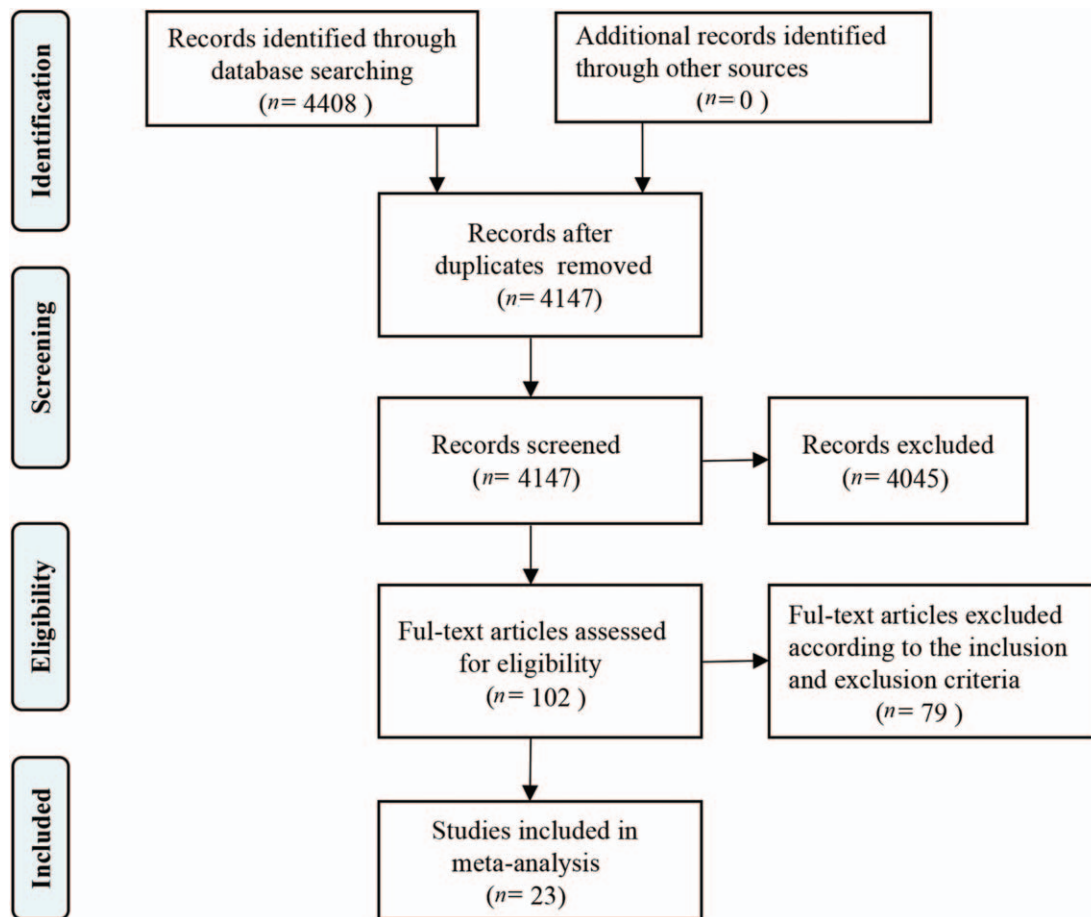 Identification
Records identified through
database searching
(n= 4408 )
Additional records identified
through other sources
(n= 0 )
Records after
duplicates removed
(n= 4147)
Screening
Records screened
(n= 4147)
Records excluded
(n= 4045)
Eligibility
Ful-text articles assessed
for eligibility
(n= 102 )
Ful-text articles excluded
according to the inclusion
and exclusion criteria
(n= 79 )
Included
Studies included in
meta-analysis
(n= 23)